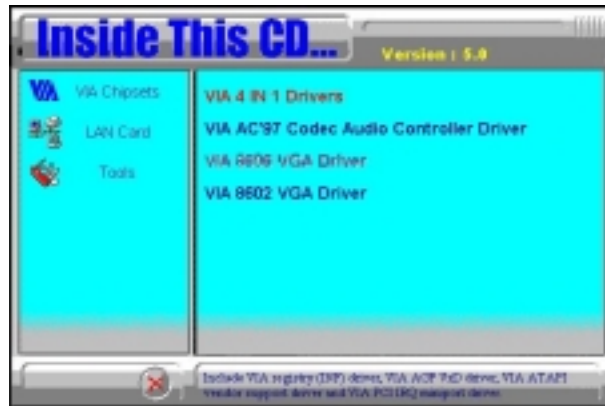 Inside This CD...
Version : 5.0
VIA VIA Chipsets
LAN Card
Tools
VIA 4 IN 1 Drivers
VIA AC'97 Codec Audio Controller Driver
VIA 8606 VGA Driver
VIA 8602 VGA Driver
Include VIA registry (INF) driver, VIA AGP VxD driver, VIA ATAPI
vendor support driver and VIA PCI IRQ miniport driver.